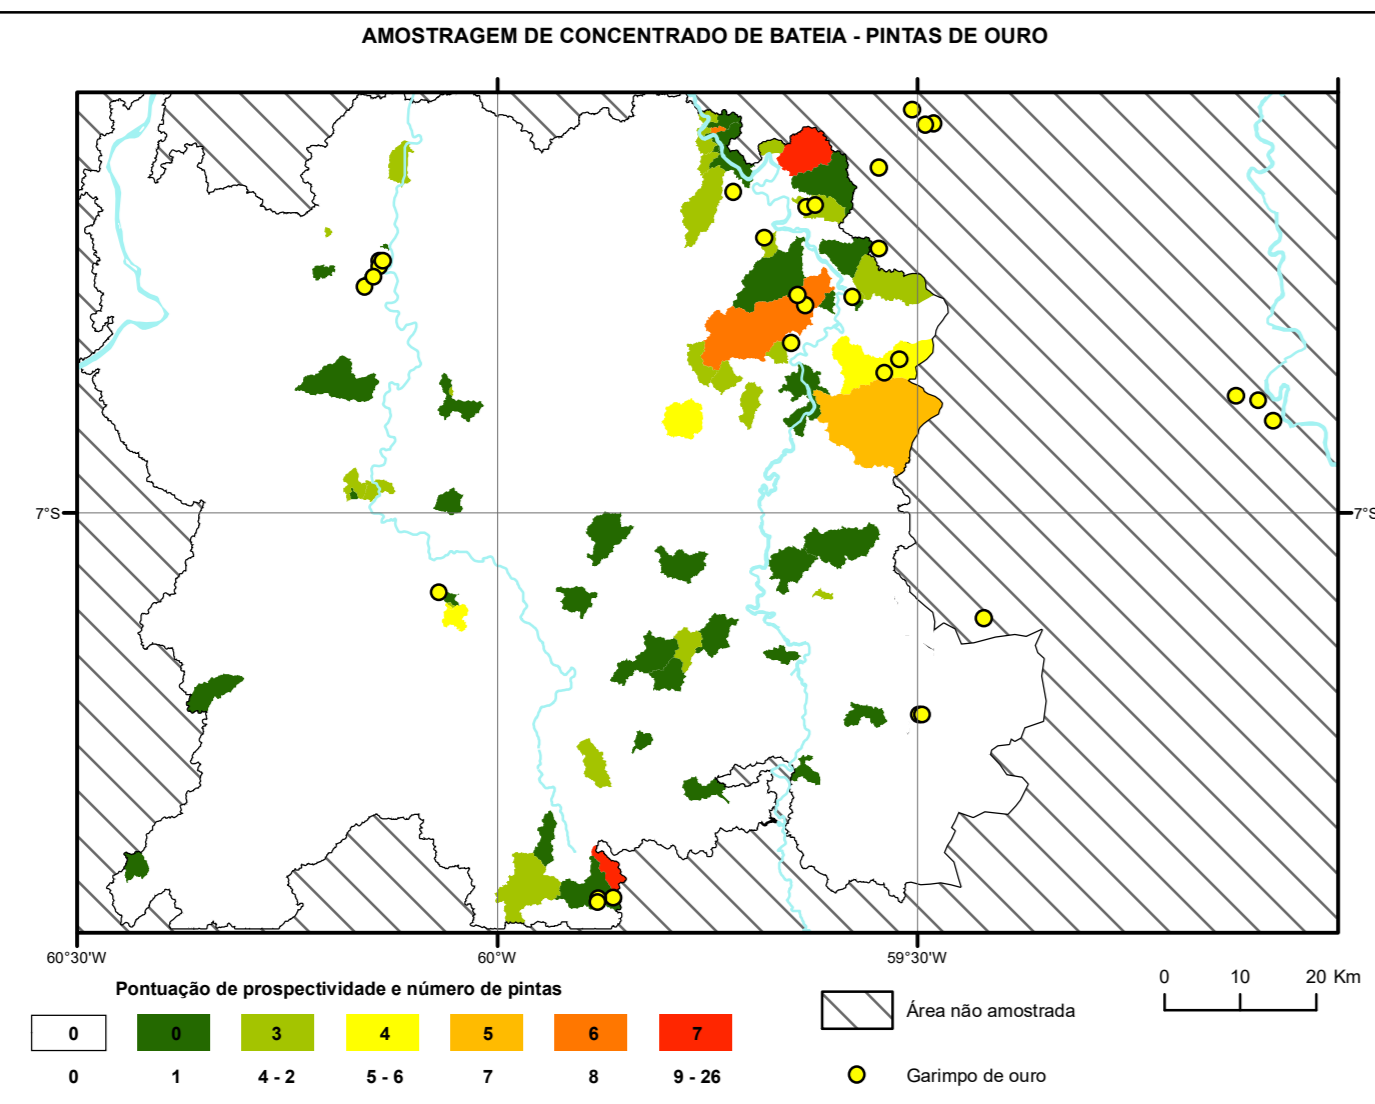 AMOSTRAGEM DE CONCENTRADO DE BATEIA - PINTAS DE OURO
7°S
7°S
60°30'W
60°W
59°30'W
Pontuação de prospectividade e número de pintas
0 0 3 4 5 6 7
0 1 4 - 2 5 - 6 7 8 9 - 26
Área não amostrada
Garimpo de ouro
0 10 20 Km